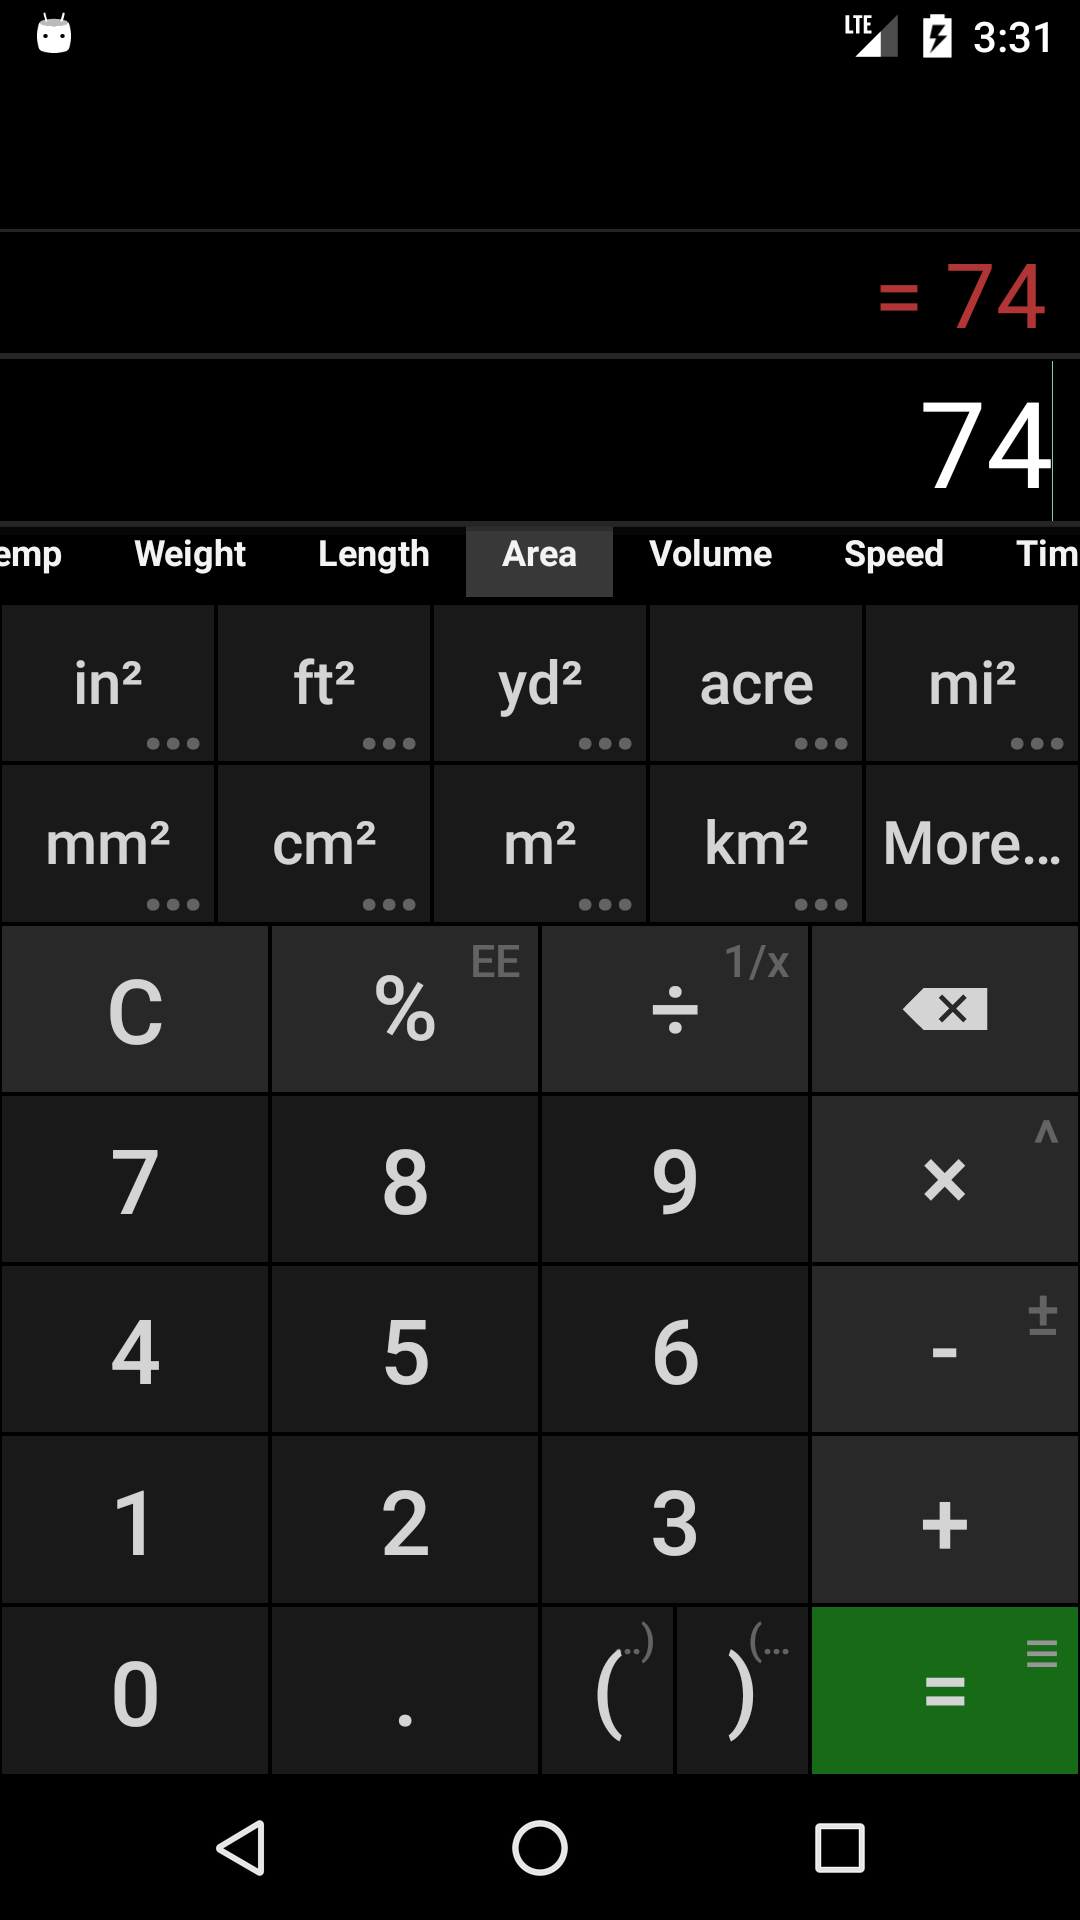 LTE 3:31
= 74
74
emp Weight Length Area Volume Speed Tim
in² ft² yd² acre mi²
mm² cm² m² km² More...
C % EE ÷ 1/x
7 8 9 × ^
4 5 6 - ±
1 2 3 +
0 . ( ..) ) (... =